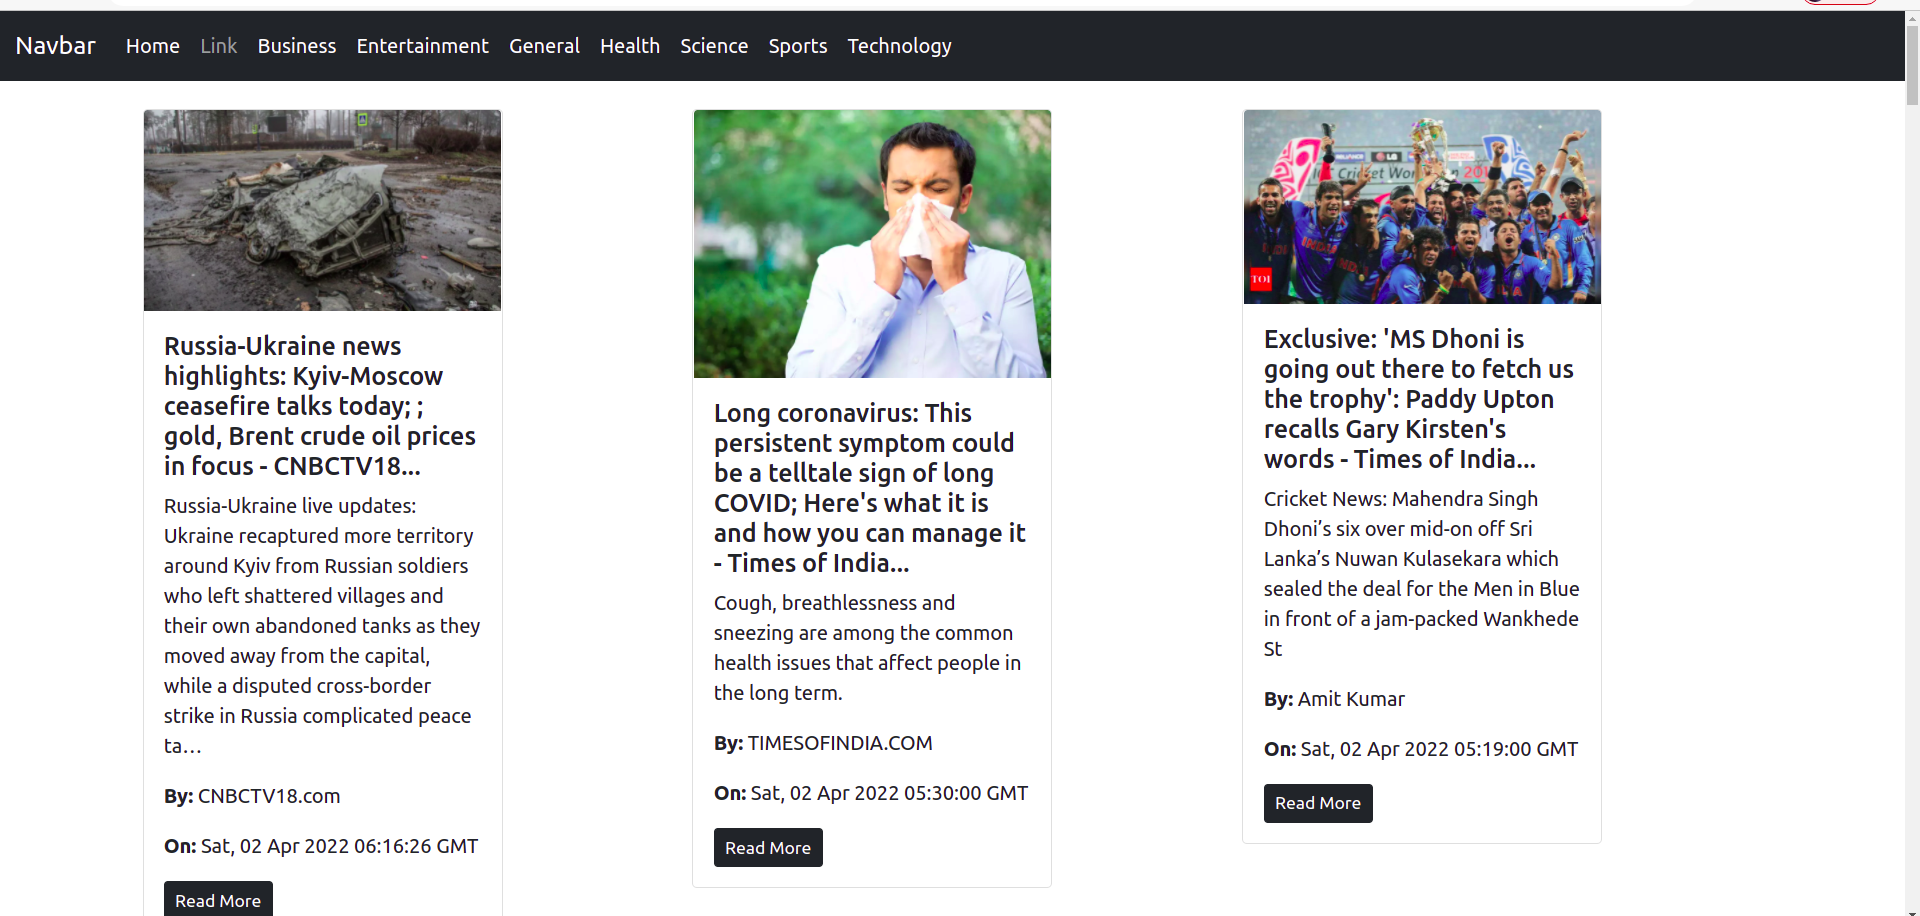 Navbar Home Link Business Entertainment General Health Science Sports Technology
Russia-Ukraine news
highlights: Kyiv-Moscow
ceasefire talks today; ;
gold, Brent crude oil prices
in focus - CNBCTV18...
Russia-Ukraine live updates:
Ukraine recaptured more territory
around Kyiv from Russian soldiers
who left shattered villages and
their own abandoned tanks as they
moved away from the capital,
while a disputed cross-border
strike in Russia complicated peace
ta…
By: CNBCTV18.com
On: Sat, 02 Apr 2022 06:16:26 GMT
Read More
Long coronavirus: This
persistent symptom could
be a telltale sign of long
COVID; Here's what it is
and how you can manage it
- Times of India...
Cough, breathlessness and
sneezing are among the common
health issues that affect people in
the long term.
By: TIMESOFINDIA.COM
On: Sat, 02 Apr 2022 05:30:00 GMT
Read More
RELIANCE LG
Cricket
TOI
Exclusive: 'MS Dhoni is
going out there to fetch us
the trophy': Paddy Upton
recalls Gary Kirsten's
words - Times of India...
Cricket News: Mahendra Singh
Dhoni’s six over mid-on off Sri
Lanka’s Nuwan Kulasekara which
sealed the deal for the Men in Blue
in front of a jam-packed Wankhede
St
By: Amit Kumar
On: Sat, 02 Apr 2022 05:19:00 GMT
Read More